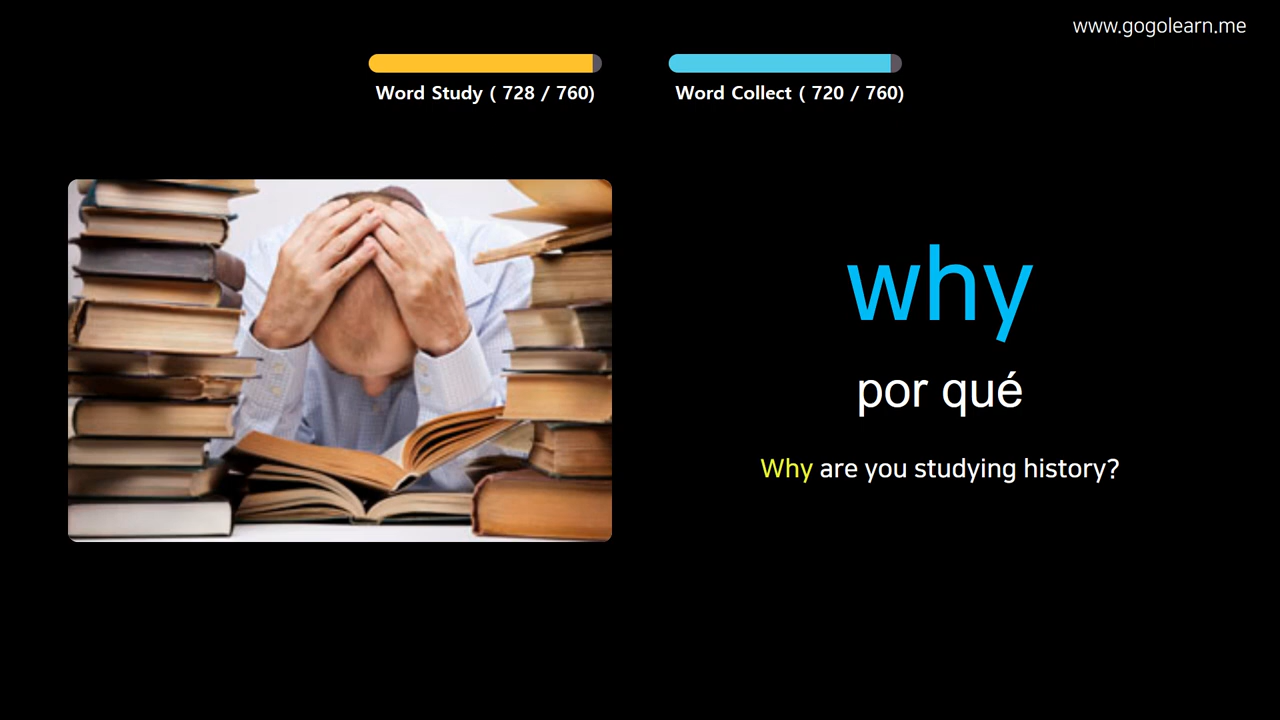 www.gogolearn.me
Word Study ( 728 / 760)
Word Collect ( 720 / 760)
why
por qué
Why are you studying history?